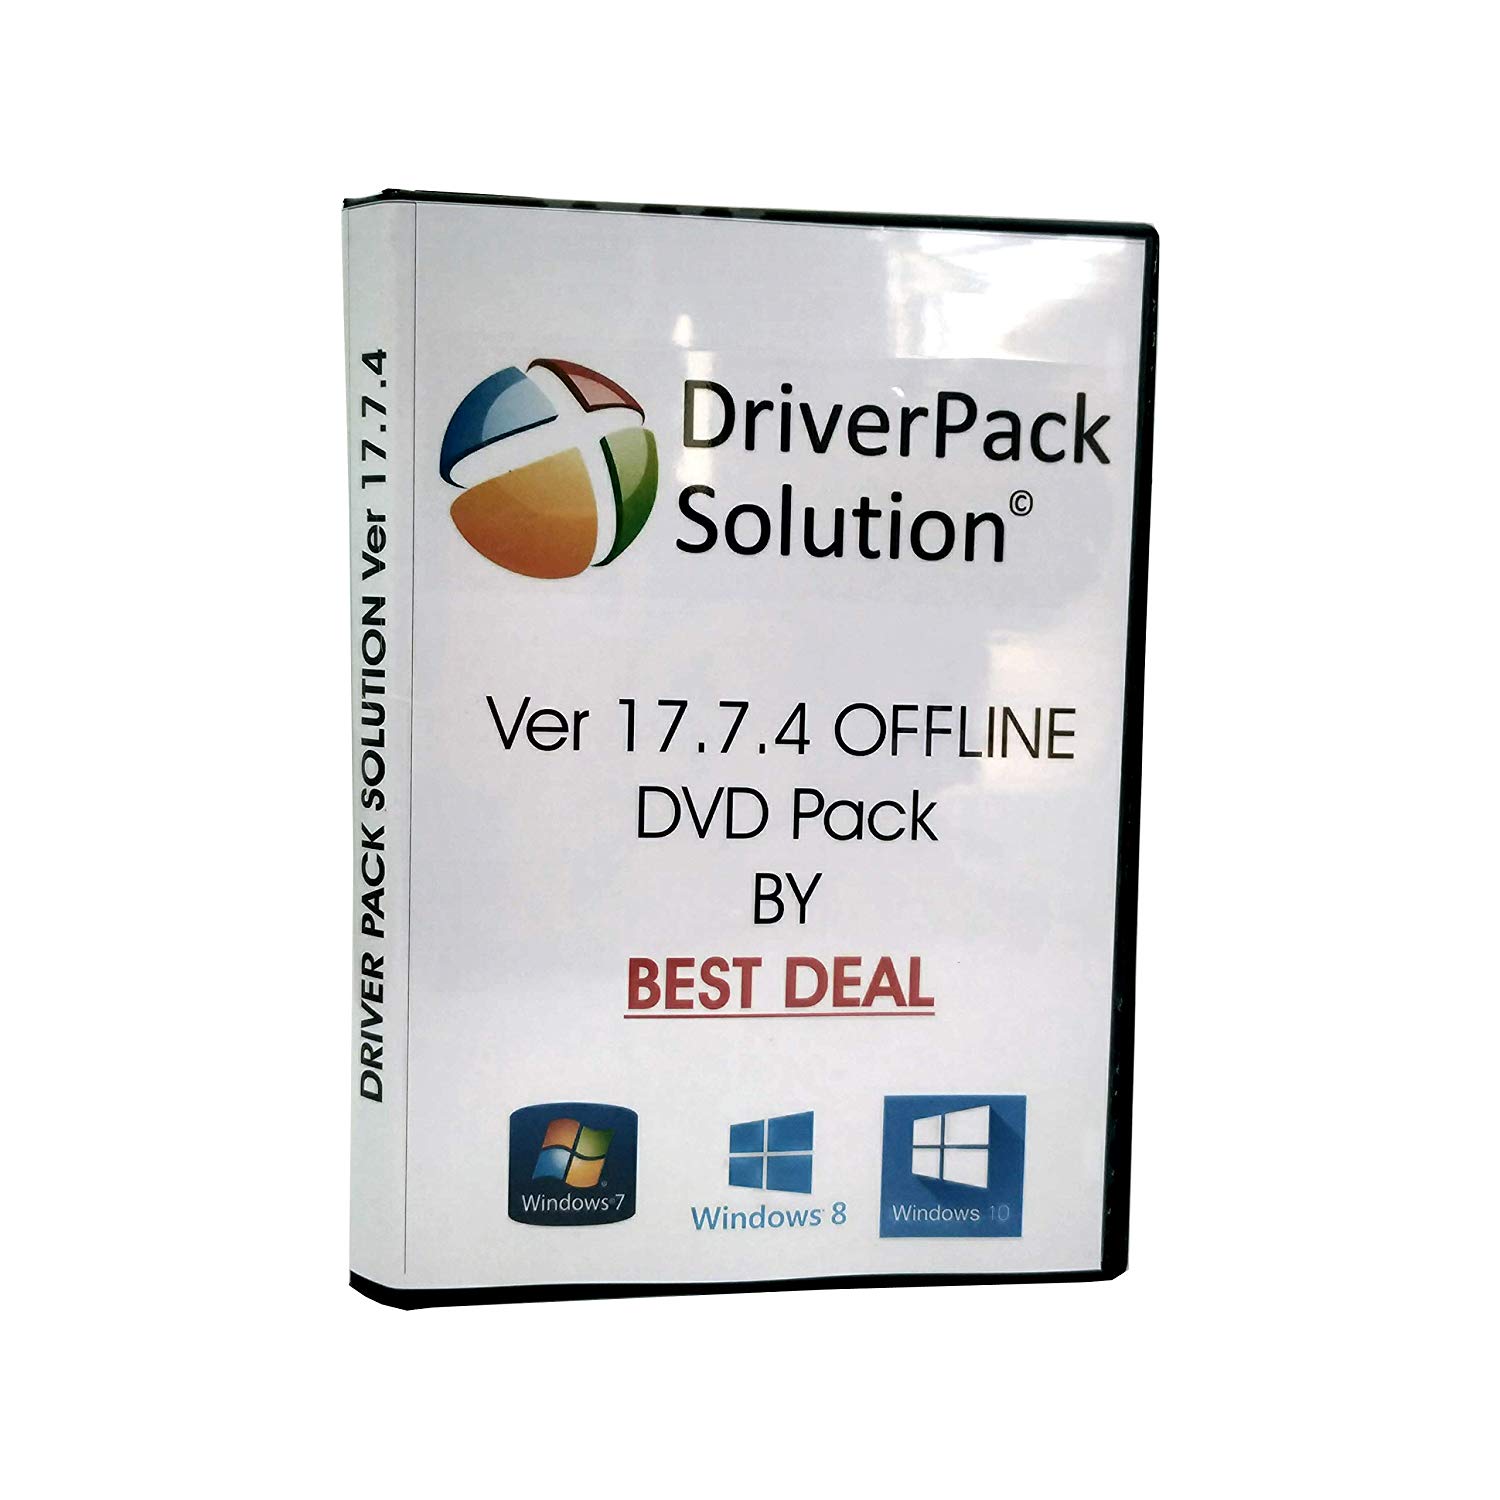 DRIVER PACK SOLUTION Ver 17.7.4
DriverPack
Solution©
Ver 17.7.4 OFFLINE
DVD Pack
BY
BEST DEAL
Windows®7
Windows 8
Windows 10